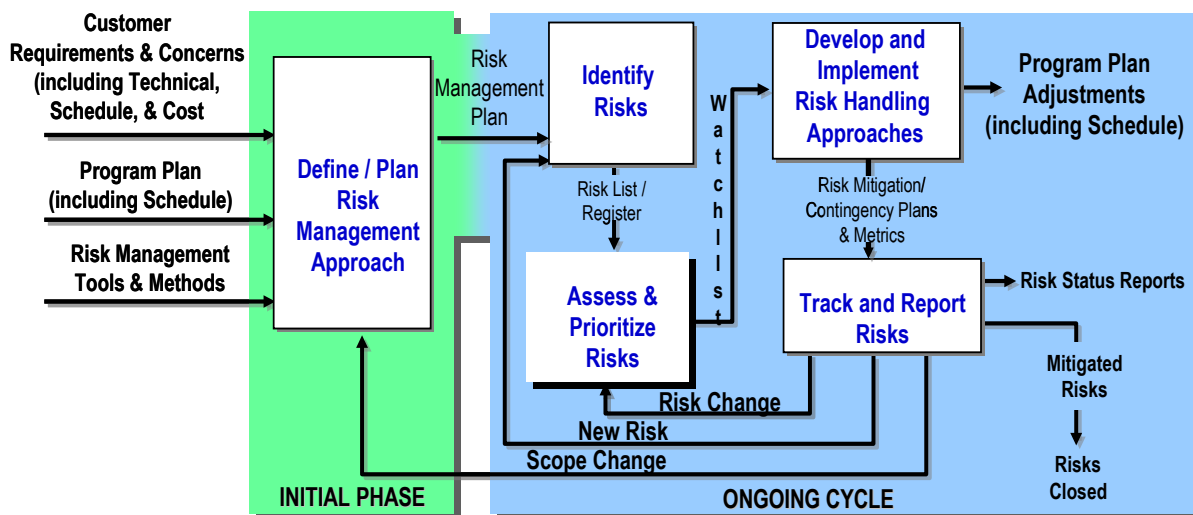 Customer
Requirements & Concerns
(including Technical,
Schedule, & Cost
Program Plan
(including Schedule)
Risk Management
Tools & Methods
Define / Plan
Risk
Management
Approach
INITIAL PHASE
Risk
Management
Plan
Identify
Risks
Risk List /
Register
Assess &
Prioritize
Risks
W
a
t
c
h
l
I
s
t
Develop and
Implement
Risk Handling
Approaches
Program Plan
Adjustments
(including Schedule)
Risk Mitigation/
Contingency Plans
& Metrics
Track and Report
Risks
Risk Status Reports
Mitigated
Risks
Risks
Closed
Risk Change
New Risk
Scope Change
ONGOING CYCLE